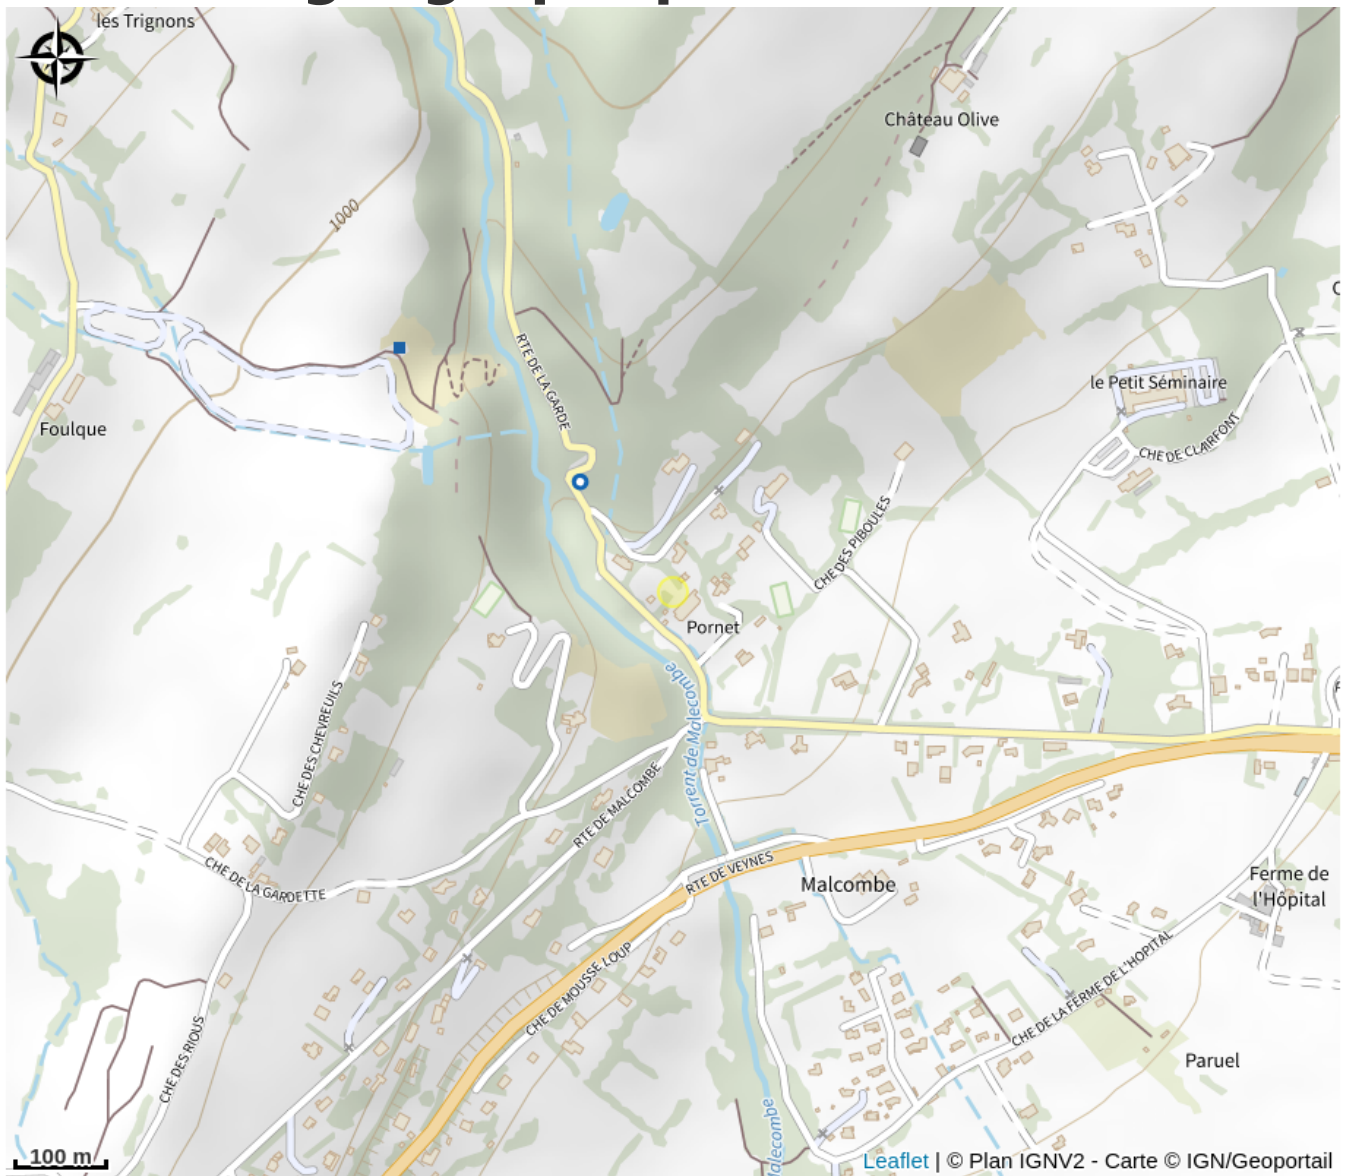 les Trignons
Château Olive
1000
RTE DE LA GARDE
le Petit Séminaire
Foulque
CHE DE CLAIRFONT
CHE DES PIBOULES
Pornet
Torrent de Malecombe
CHE DES CHEVREUILS
RTE DE MALCOMBE
CHE DE LA GARDETTE
RTE DE VEYNES
Malcombe
Ferme de
l'Hôpital
CHE DE MOUSSE LOUP
CHE DE LA FERME DE L'HOPITAL
CHE DES RIOUS
Paruel
alecombe
100 m
Leaflet | © Plan IGNV2 - Carte © IGN/Geoportail